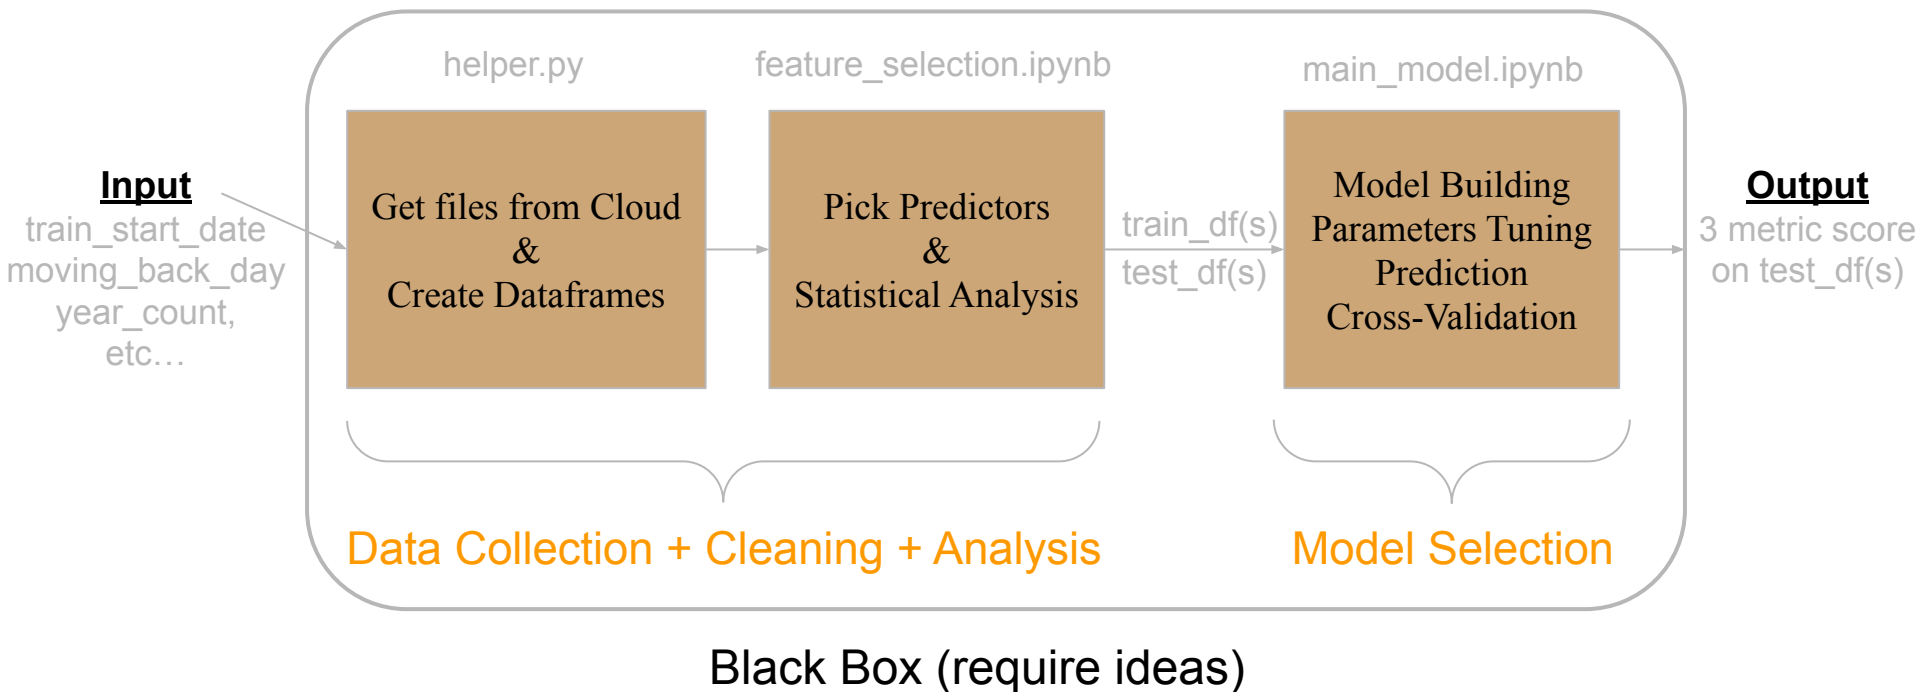 helper.py
feature_selection.ipynb
main_model.ipynb
Input
train_start_date
moving_back_day
year_count,
etc…
Get files from Cloud
&
Create Dataframes
Pick Predictors
&
Statistical Analysis
train_df(s)
test_df(s)
Model Building
Parameters Tuning
Prediction
Cross-Validation
Output
3 metric score
on test_df(s)
Data Collection + Cleaning + Analysis
Model Selection
Black Box (require ideas)